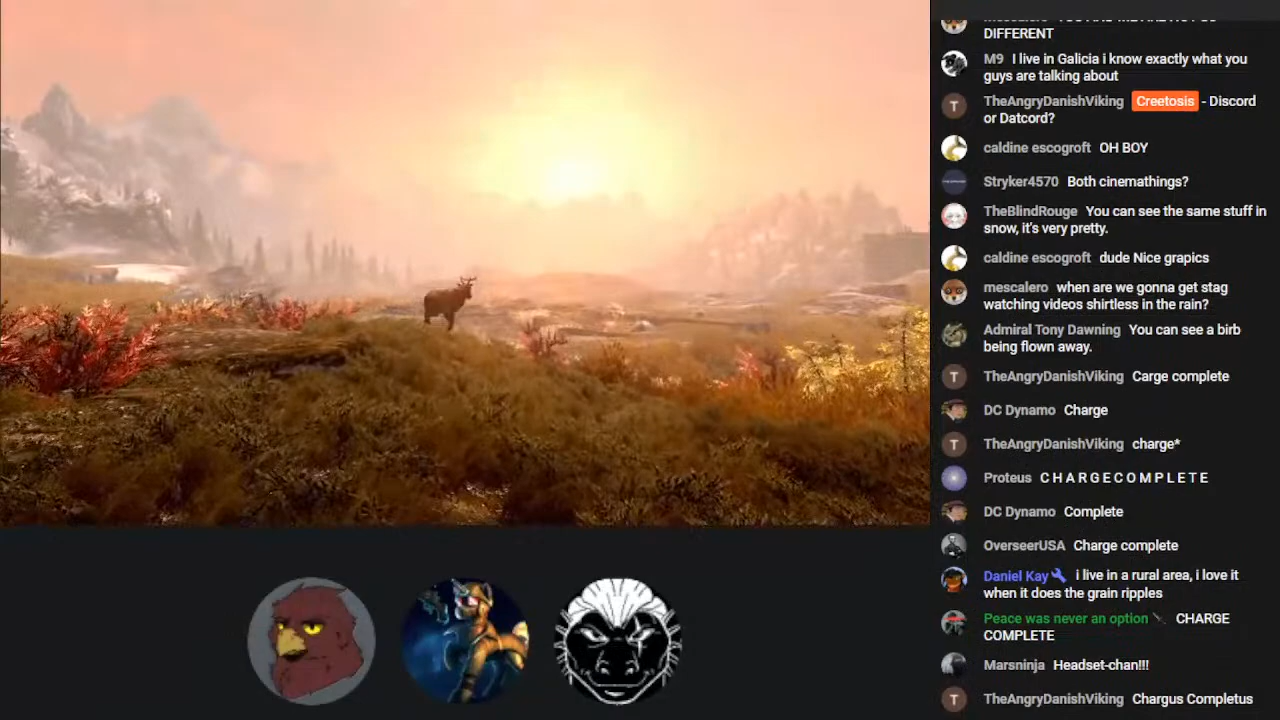 DIFFERENT
M9 I live in Galicia i know exactly what you
guys are talking about
T TheAngryDanishViking Creetosis - Discord
or Datcord?
caldine escogroft OH BOY
Stryker4570 Both cinemathings?
TheBlindRouge You can see the same stuff in
snow, it's very pretty.
caldine escogroft dude Nice grapics
mescalero when are we gonna get stag
watching videos shirtless in the rain?
Admiral Tony Dawning You can see a birb
being flown away.
T TheAngryDanishViking Carge complete
DC Dynamo Charge
T TheAngryDanishViking charge*
Proteus C H A R G E C O M P L E T E
DC Dynamo Complete
OverseerUSA Charge complete
Daniel Kay i live in a rural area, i love it
when it does the grain ripples
Peace was never an option CHARGE
COMPLETE
Marsninja Headset-chan!!!
T TheAngryDanishViking Chargus Completus